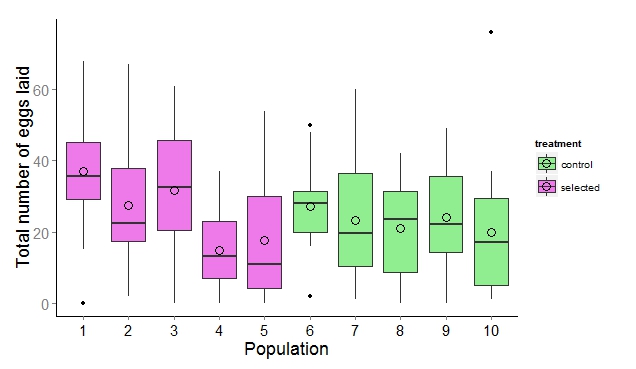 Total number of eggs laid
60
40
20
0
1 2 3 4 5 6 7 8 9 10
Population
treatment
control
selected